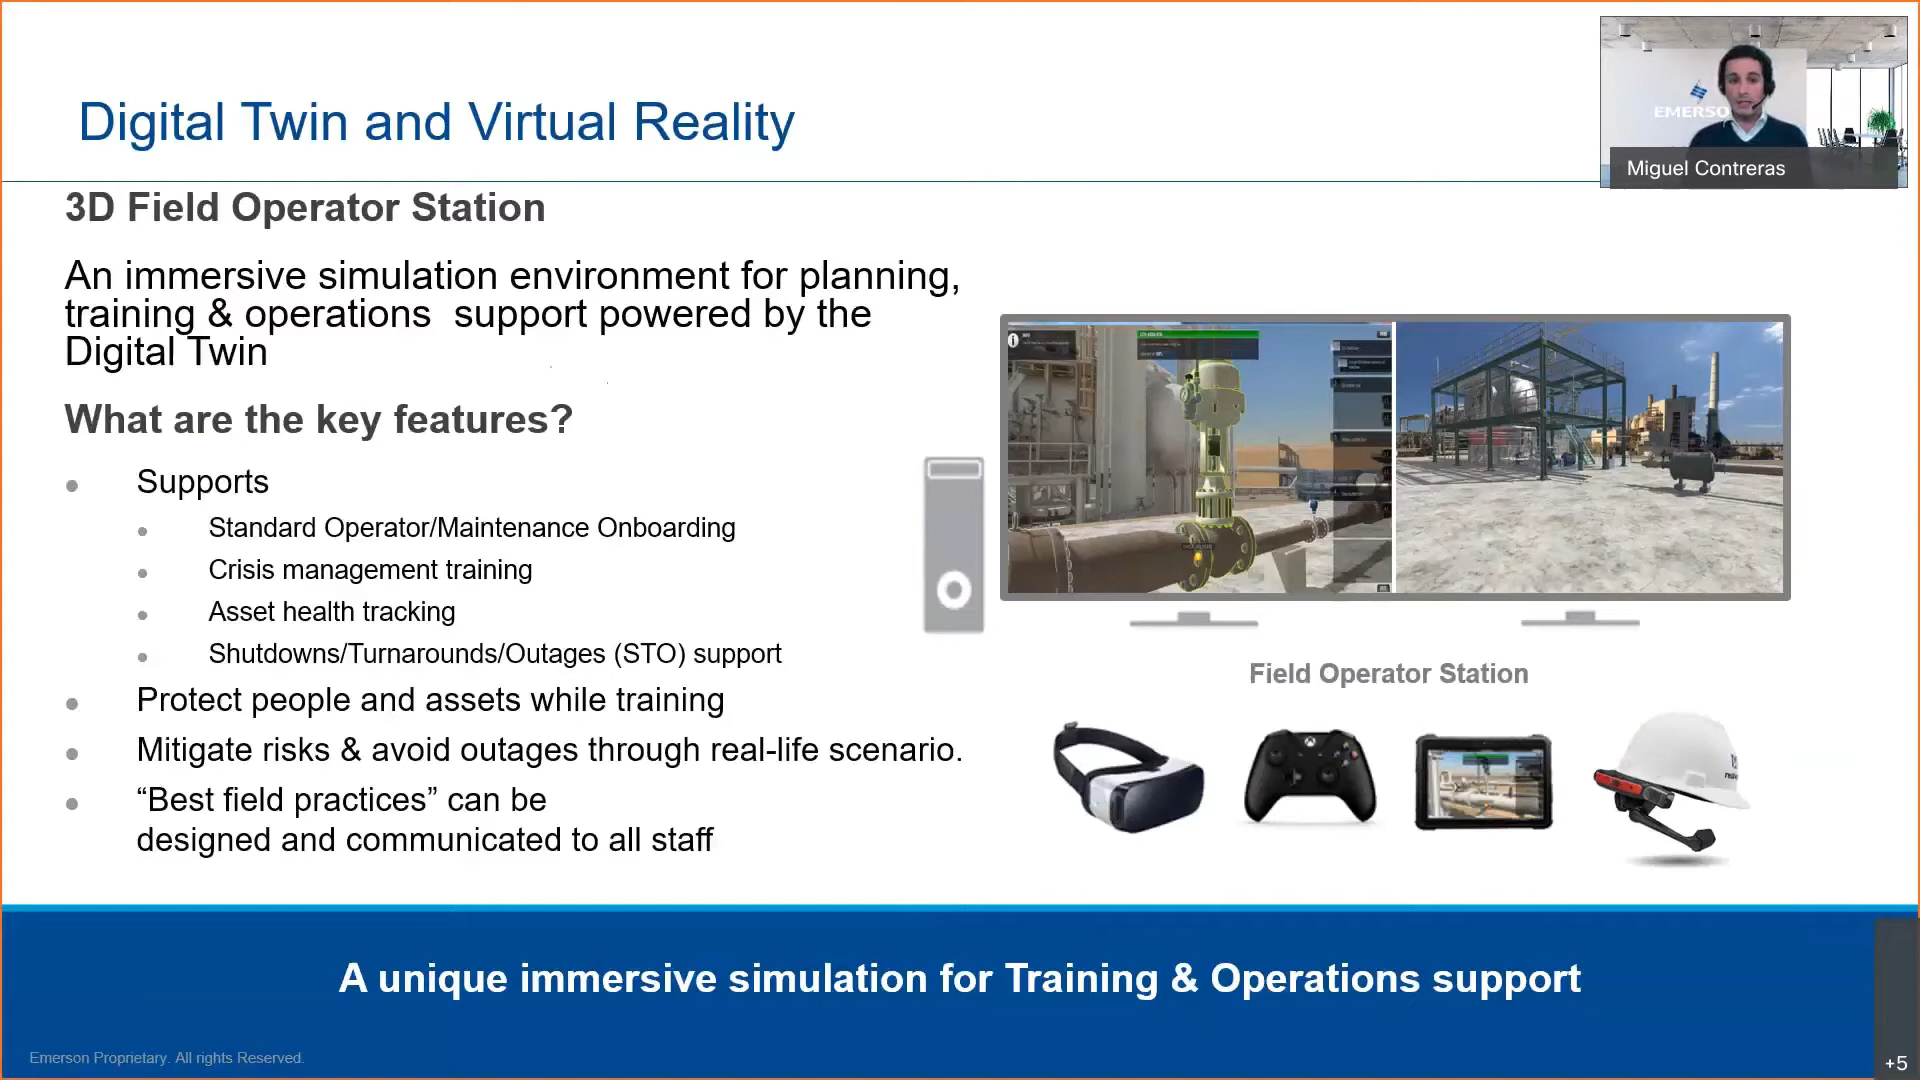 Digital Twin and Virtual Reality
EMERSO
Miguel Contreras
3D Field Operator Station
An immersive simulation environment for planning,
training & operations support powered by the
Digital Twin
What are the key features?
Supports
Standard Operator/Maintenance Onboarding
Crisis management training
Asset health tracking
Shutdowns/Turnarounds/Outages (STO) support
Protect people and assets while training
Mitigate risks & avoid outages through real-life scenario.
“Best field practices” can be
designed and communicated to all staff
Field Operator Station
A unique immersive simulation for Training & Operations support
Emerson Proprietary. All rights Reserved.
+5